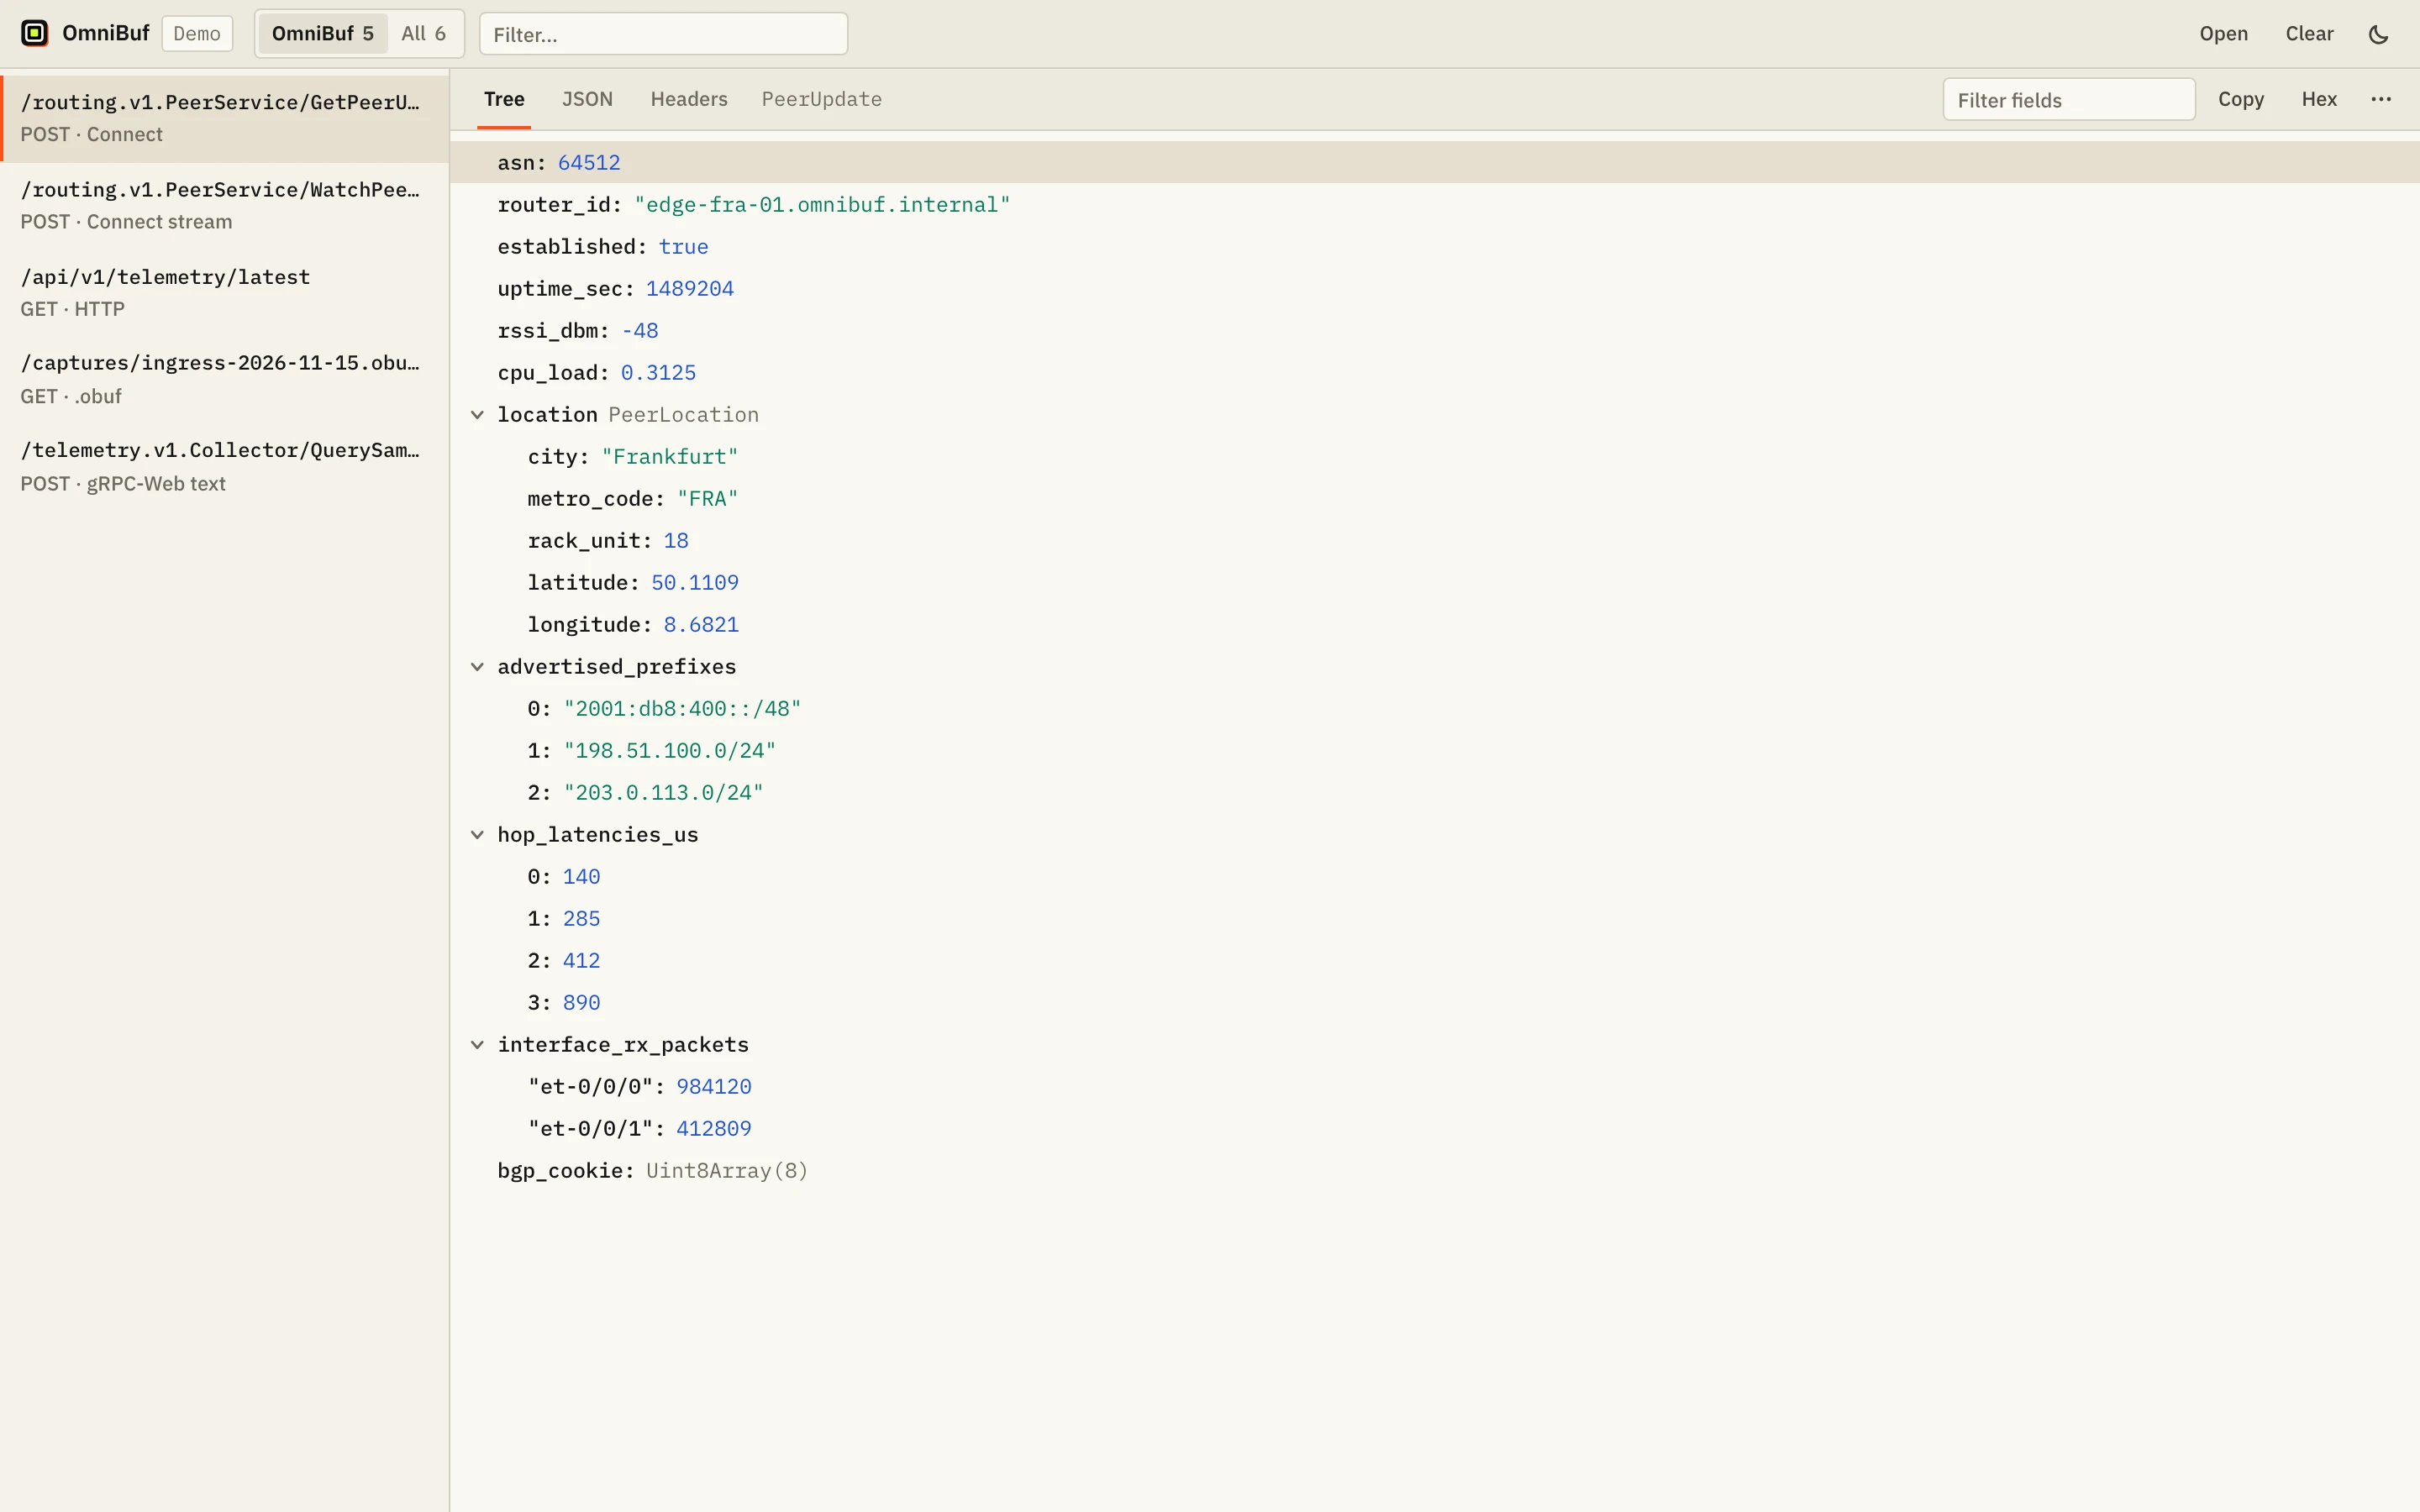 OmniBuf Demo OmniBuf 5 All 6 Filter... Open Clear
/routing.v1.PeerService/GetPeerU…
POST · Connect
/routing.v1.PeerService/WatchPee…
POST · Connect stream
/api/v1/telemetry/latest
GET · HTTP
/captures/ingress-2026-11-15.obu…
GET · .obuf
/telemetry.v1.Collector/QuerySam…
POST · gRPC-Web text
Tree JSON Headers PeerUpdate Filter fields Copy Hex ···
asn: 64512
router_id: "edge-fra-01.omnibuf.internal"
established: true
uptime_sec: 1489204
rssi_dbm: -48
cpu_load: 0.3125
location PeerLocation
city: "Frankfurt"
metro_code: "FRA"
rack_unit: 18
latitude: 50.1109
longitude: 8.6821
advertised_prefixes
0: "2001:db8:400::/48"
1: "198.51.100.0/24"
2: "203.0.113.0/24"
hop_latencies_us
0: 140
1: 285
2: 412
3: 890
interface_rx_packets
"et-0/0/0": 984120
"et-0/0/1": 412809
bgp_cookie: Uint8Array(8)